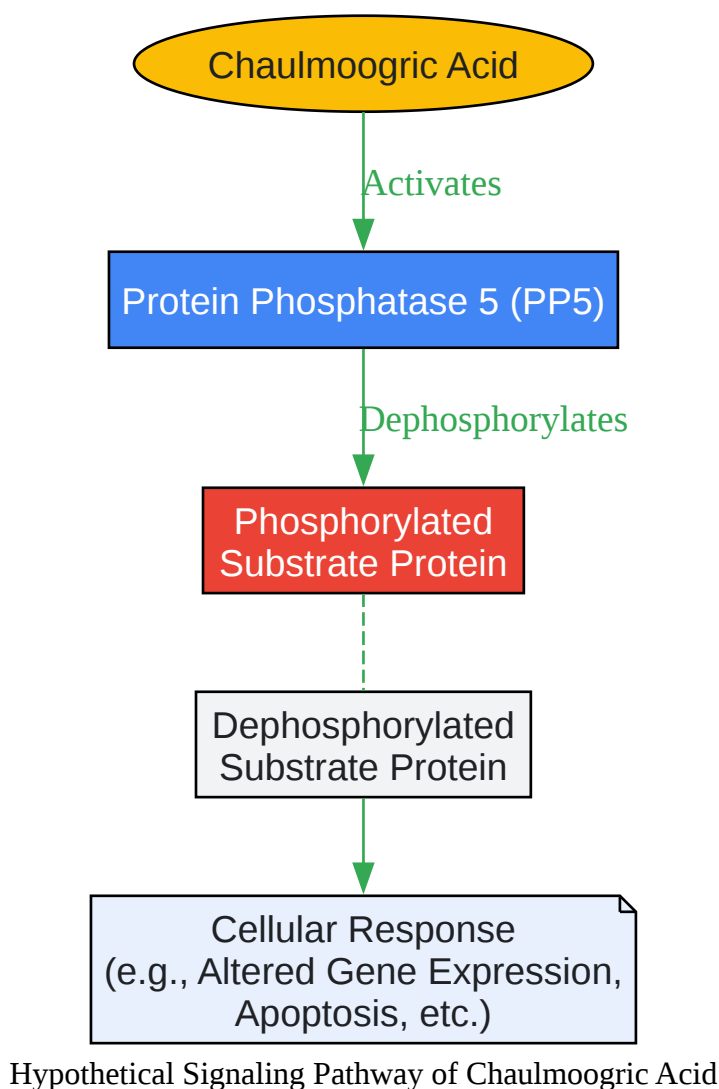 Chaulmoogric Acid
Activates
Protein Phosphatase 5 (PP5)
Dephosphorylates
Phosphorylated
Substrate Protein
Dephosphorylated
Substrate Protein
Cellular Response
(e.g., Altered Gene Expression,
Apoptosis, etc.)
Hypothetical Signaling Pathway of Chaulmoogric Acid